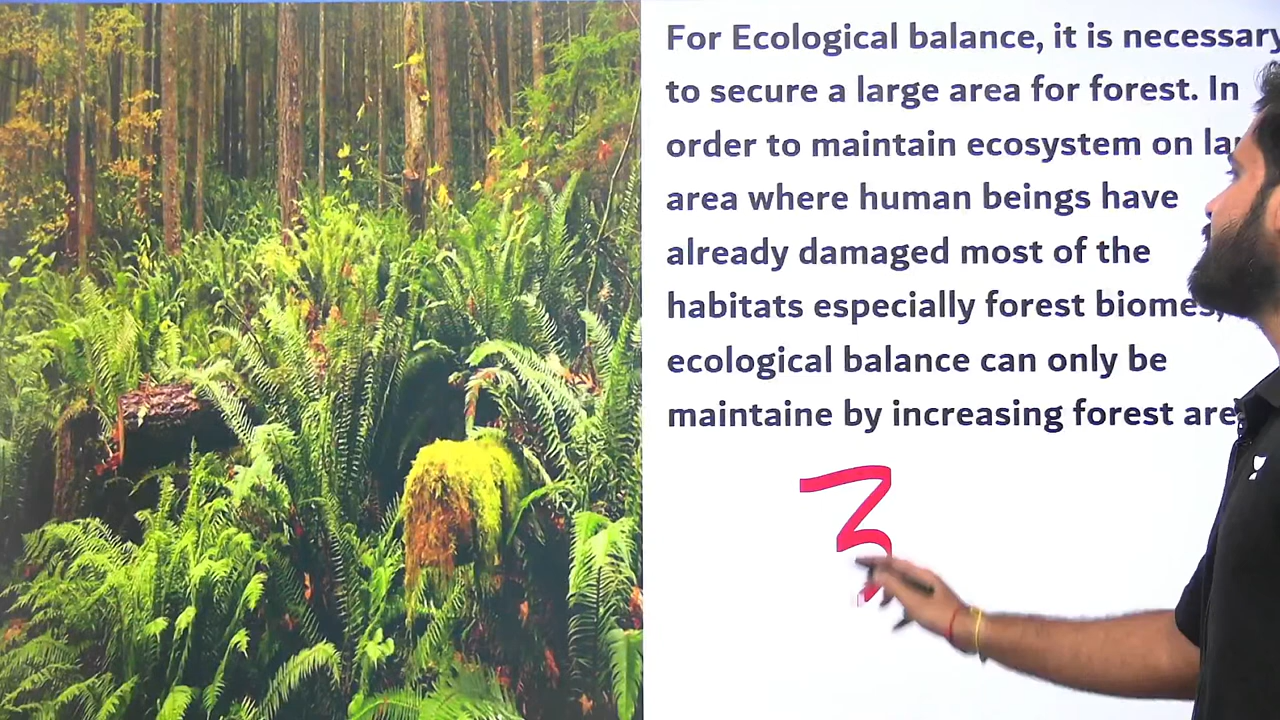 For Ecological balance, it is necessary
to secure a large area for forest. In
order to maintain ecosystem on
area where human beings have
already damaged most of the
habitats especially forest biomes,
ecological balance can only be
maintaine by increasing forest
3